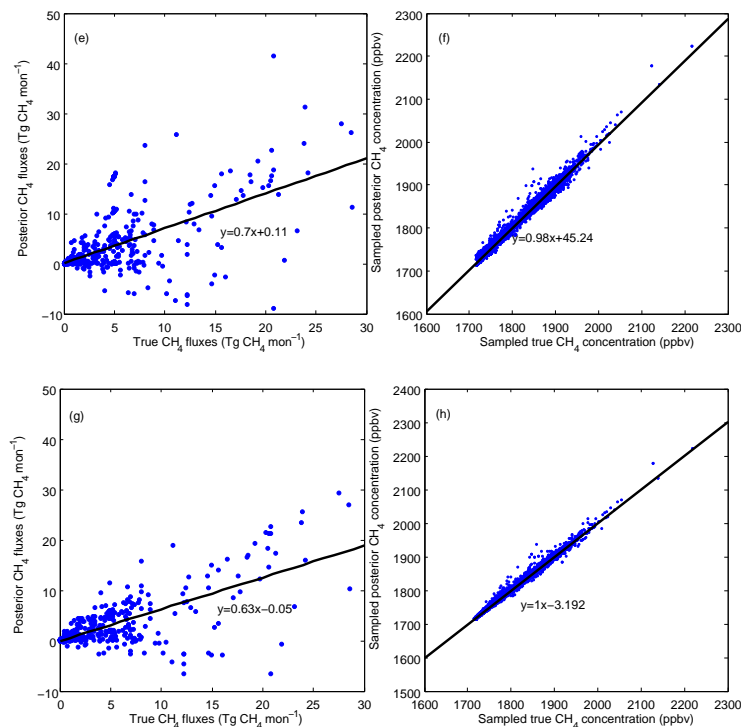 (e)
50
40
30
20
10
0
−10
Posterior CH4 fluxes (Tg CH4 mon−1)
y=0.7x+0.11
0 5 10 15 20 25 30
True CH4 fluxes (Tg CH4 mon−1)
(f)
2300
2200
2100
2000
1900
1800
1700
1600
Sampled posterior CH4 concentration (ppbv)
y=0.98x+45.24
1600 1700 1800 1900 2000 2100 2200 2300
Sampled true CH4 concentration (ppbv)
(g)
50
40
30
20
10
0
−10
Posterior CH4 fluxes (Tg CH4 mon−1)
y=0.63x−0.05
0 5 10 15 20 25 30
True CH4 fluxes (Tg CH4 mon−1)
(h)
2400
2300
2200
2100
2000
1900
1800
1700
1600
1500
Sampled posterior CH4 concentration (ppbv)
y=1x−3.192
1600 1700 1800 1900 2000 2100 2200 2300
Sampled true CH4 concentration (ppbv)